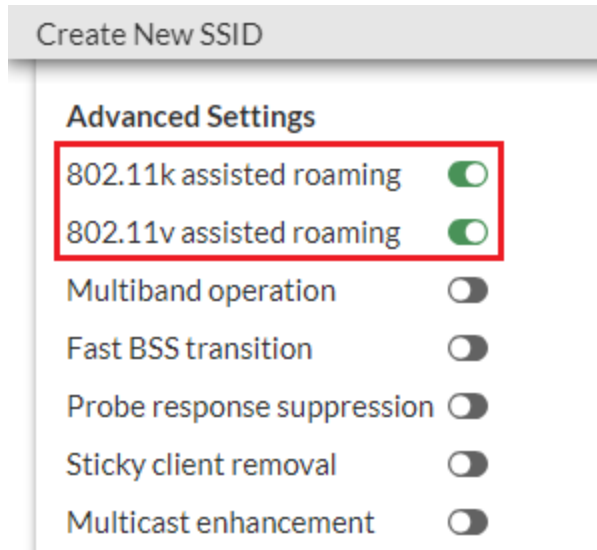 Create New SSID
Advanced Settings
802.11k assisted roaming
802.11v assisted roaming
Multiband operation
Fast BSS transition
Probe response suppression
Sticky client removal
Multicast enhancement